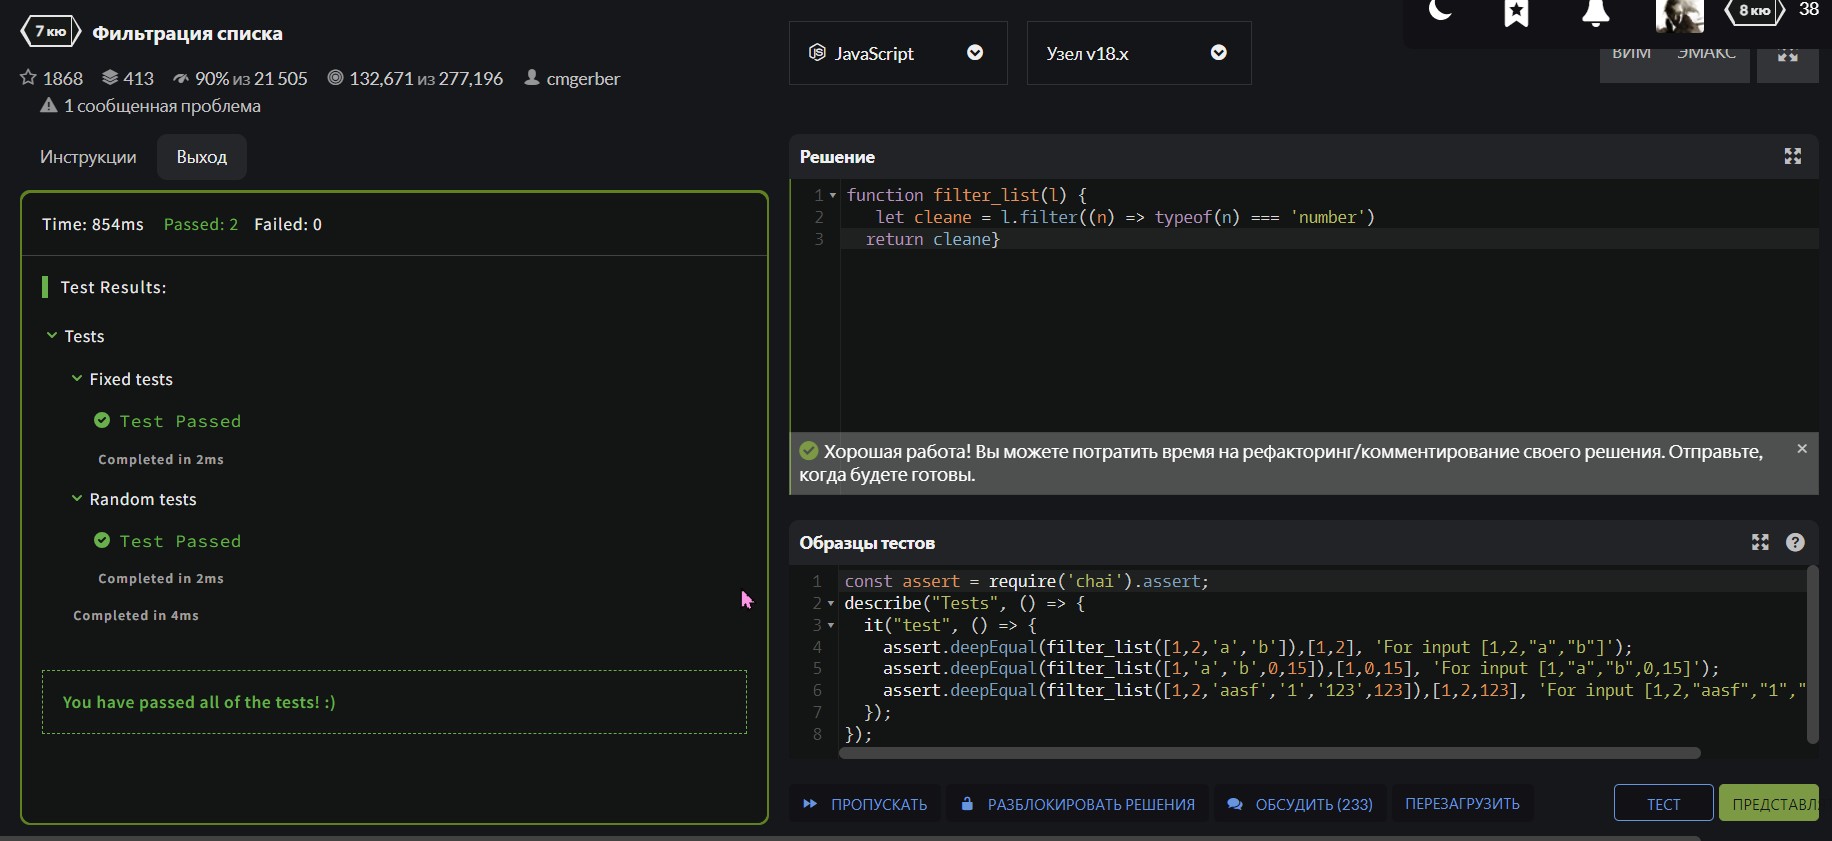 7 кю Фильтрация списка
1868 413 90% из 21 505 132,671 из 277,196 cmgerber
1 сообщенная проблема
Инструкции Выход
Time: 854ms Passed: 2 Failed: 0
Test Results:
Tests
Fixed tests
Test Passed
Completed in 2ms
Random tests
Test Passed
Completed in 2ms
Completed in 4ms
You have passed all of the tests! :)
JavaScript Узел v18.x
8 кю 38
ВИМ ЭМАКС
Решение
1 function filter_list(l) {
2 let cleane = l.filter((n) => typeof(n) === 'number')
3 return cleane}
Хорошая работа! Вы можете потратить время на рефакторинг/комментирование своего решения. Отправьте,
когда будете готовы.
Образцы тестов
1 const assert = require('chai').assert;
2 describe("Tests", () => {
3 it("test", () => {
4 assert.deepEqual(filter_list([1,2,'a','b']),[1,2], 'For input [1,2,"a","b"]');
5 assert.deepEqual(filter_list([1,'a','b',0,15]),[1,0,15], 'For input [1,"a","b",0,15]');
6 assert.deepEqual(filter_list([1,2,'aasf','1','123',123]),[1,2,123], 'For input [1,2,"aasf","1","
7 });
8 });
ПРОПУСКАТЬ РАЗБЛОКИРОВАТЬ РЕШЕНИЯ ОБСУДИТЬ (233) ПЕРЕЗАГРУЗИТЬ ТЕСТ ПРЕДСТАВЛ